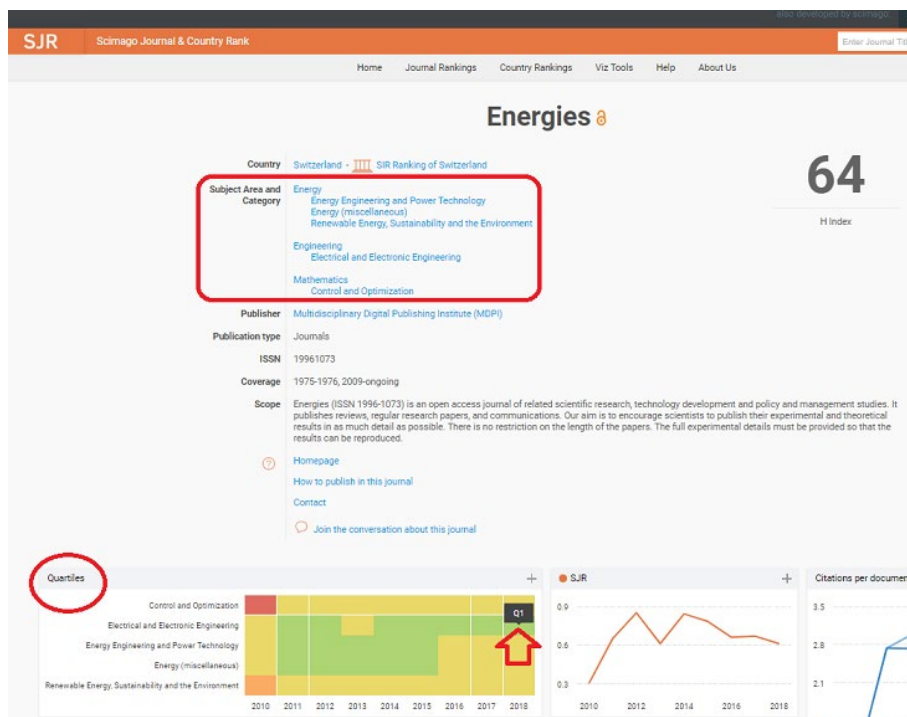 also developed by scimago:
SJR Scimago Journal & Country Rank Enter Journal Tit
Home Journal Rankings Country Rankings Viz Tools Help About Us
Energies
Country Switzerland - SIR Ranking of Switzerland
64
H Index
Subject Area and Category
Energy
Energy Engineering and Power Technology
Energy (miscellaneous)
Renewable Energy, Sustainability and the Environment
Engineering
Electrical and Electronic Engineering
Mathematics
Control and Optimization
Publisher Multidisciplinary Digital Publishing Institute (MDPI)
Publication type Journals
ISSN 19961073
Coverage 1975-1976, 2009-ongoing
Scope Energies (ISSN 1996-1073) is an open access journal of related scientific research, technology development and policy and management studies. It
publishes reviews, regular research papers, and communications. Our aim is to encourage scientists to publish their experimental and theoretical
results in as much detail as possible. There is no restriction on the length of the papers. The full experimental details must be provided so that the
results can be reproduced.
? Homepage
How to publish in this journal
Contact
Join the conversation about this journal
Quartiles +
Control and Optimization
Electrical and Electronic Engineering
Energy Engineering and Power Technology
Energy (miscellaneous)
Renewable Energy, Sustainability and the Environment
Q1
2010 2011 2012 2013 2014 2015 2016 2017 2018
SJR +
0.9
0.6
0.3
2010 2012 2014 2016 2018
Citations per documen
3.5
2.8
2.1